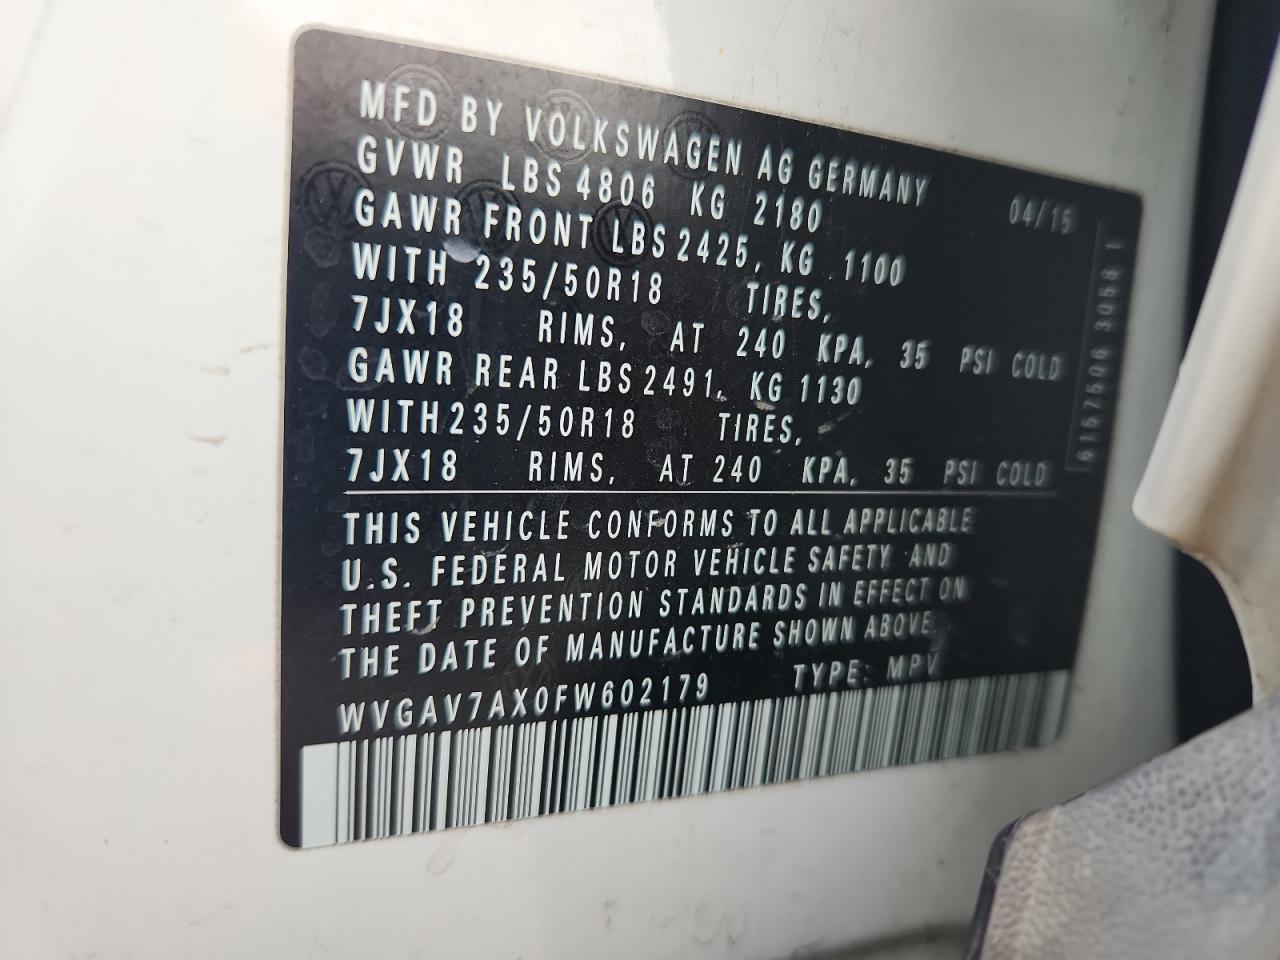 MFD BY VOLKSWAGEN AG GERMANY
04/15
GVWR LBS 4806 KG 2180
GAWR FRONT LBS 2425, KG 1100
WITH 235/50R18 TIRES,
7JX18 RIMS, AT 240 KPA, 35 PSI COLD
GAWR REAR LBS 2491, KG 1130
WITH 235/50R18 TIRES,
7JX18 RIMS, AT 240 KPA, 35 PSI COLD
THIS VEHICLE CONFORMS TO ALL APPLICABLE
U.S. FEDERAL MOTOR VEHICLE SAFETY AND
THEFT PREVENTION STANDARDS IN EFFECT ON
THE DATE OF MANUFACTURE SHOWN ABOVE.
WVGAV7AX0FW602179 TYPE: MPV